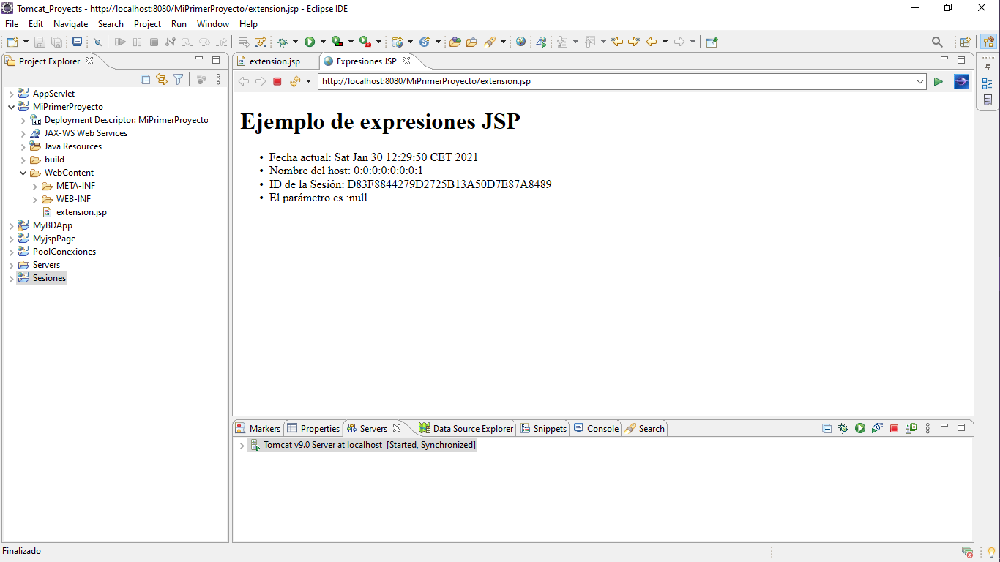 Tomcat_Proyects - http://localhost:8080/MiPrimerProyecto/extension.jsp - Eclipse IDE
File Edit Navigate Search Project Run Window Help
Project Explorer
AppServlet
MiPrimerProyecto
Deployment Descriptor: MiPrimerProyecto
JAX-WS Web Services
Java Resources
build
WebContent
META-INF
WEB-INF
extension.jsp
MyBDApp
MyjspPage
PoolConexiones
Servers
Sesiones
extension.jsp Expresiones JSP
http://localhost:8080/MiPrimerProyecto/extension.jsp
Ejemplo de expresiones JSP
• Fecha actual: Sat Jan 30 12:29:50 CET 2021
• Nombre del host: 0:0:0:0:0:0:0:1
• ID de la Sesión: D83F8844279D2725B13A50D7E87A8489
• El parámetro es :null
Markers Properties Servers Data Source Explorer Snippets Console Search
Tomcat v9.0 Server at localhost [Started, Synchronized]
Finalizado